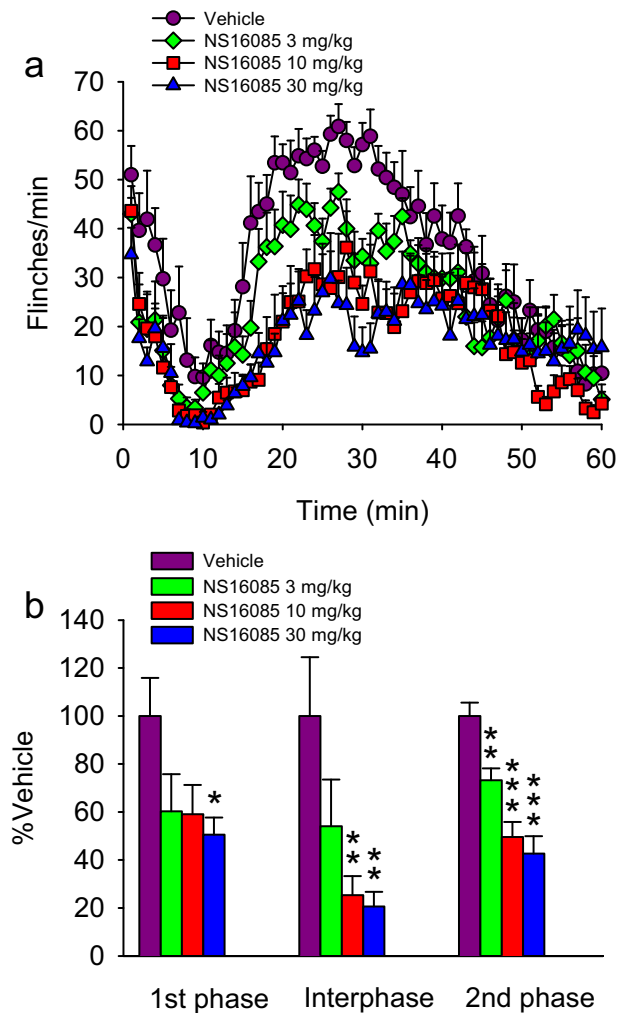 Vehicle
NS16085 3 mg/kg
NS16085 10 mg/kg
NS16085 30 mg/kg
a
70
60
50
40
30
20
10
0
Flinches/min
0 10 20 30 40 50 60
Time (min)
Vehicle
NS16085 3 mg/kg
NS16085 10 mg/kg
NS16085 30 mg/kg
b
140
120
100
80
60
40
20
0
%Vehicle
*
**
**
**
***
***
1st phase Interphase 2nd phase